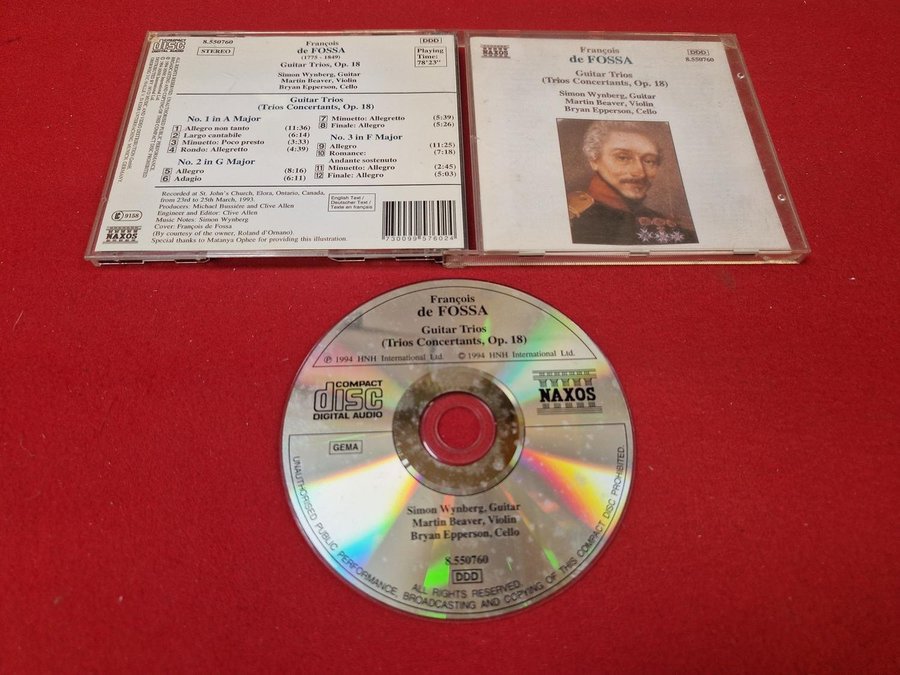 COMPACT
disc
DIGITAL AUDIO
8.550760
STEREO
François
de FOSSA
(1775 - 1849)
Guitar Trios, Op. 18
DDD
Playing
Time:
78'23"
Simon Wynberg, Guitar
Martin Beaver, Violin
Bryan Epperson, Cello
Guitar Trios
(Trios Concertants, Op. 18)
No. 1 in A Major
1 Allegro non tanto (11:36)
2 Largo cantabile (6:14)
3 Minuetto: Poco presto (3:33)
4 Rondo: Allegretto (4:39)
No. 2 in G Major
5 Allegro (8:16)
6 Adagio (6:11)
7 Minuetto: Allegretto (5:39)
8 Finale: Allegro (5:26)
No. 3 in F Major
9 Allegro (11:25)
10 Romance: (7:18)
Andante sostenuto
11 Minuetto: Allegro (2:45)
12 Finale: Allegro (5:03)
Recorded at St. John's Church, Elora, Ontario, Canada,
from 23rd to 25th March, 1993.
Producers: Michael Bussière and Clive Allen
Engineer and Editor: Clive Allen
Music Notes: Simon Wynberg
Cover: François de Fossa
(By courtesy of the owner, Roland d'Ornano).
Special thanks to Matanya Ophee for providing this illustration.
English Text /
Deutscher Text /
Texte en français
9158
NAXOS
730099 576024
NAXOS
François
de FOSSA
DDD
8.550760
Guitar Trios
(Trios Concertants, Op. 18)
Simon Wynberg, Guitar
Martin Beaver, Violin
Bryan Epperson, Cello
François
de FOSSA
Guitar Trios
(Trios Concertants, Op. 18)
℗ 1994 HNH International Ltd. © 1994 HNH International Ltd.
COMPACT
disc
DIGITAL AUDIO
NAXOS
GEMA
Simon Wynberg, Guitar
Martin Beaver, Violin
Bryan Epperson, Cello
8.550760
DDD
ALL RIGHTS RESERVED.
UNAUTHORISED PUBLIC PERFORMANCE, BROADCASTING AND COPYING OF THIS COMPACT DISC PROHIBITED.